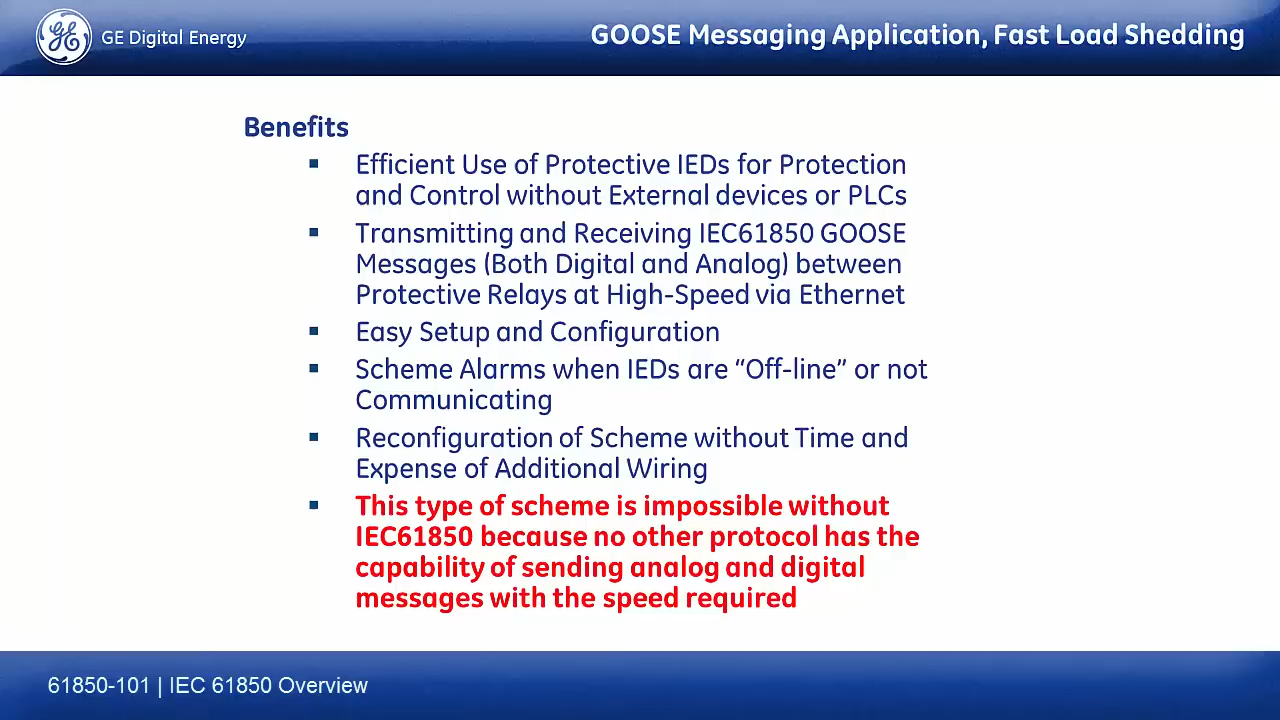 GE Digital Energy
GOOSE Messaging Application, Fast Load Shedding
Benefits
▪ Efficient Use of Protective IEDs for Protection
and Control without External devices or PLCs
▪ Transmitting and Receiving IEC61850 GOOSE
Messages (Both Digital and Analog) between
Protective Relays at High-Speed via Ethernet
▪ Easy Setup and Configuration
▪ Scheme Alarms when IEDs are “Off-line” or not
Communicating
▪ Reconfiguration of Scheme without Time and
Expense of Additional Wiring
▪ This type of scheme is impossible without
IEC61850 because no other protocol has the
capability of sending analog and digital
messages with the speed required
61850-101 | IEC 61850 Overview